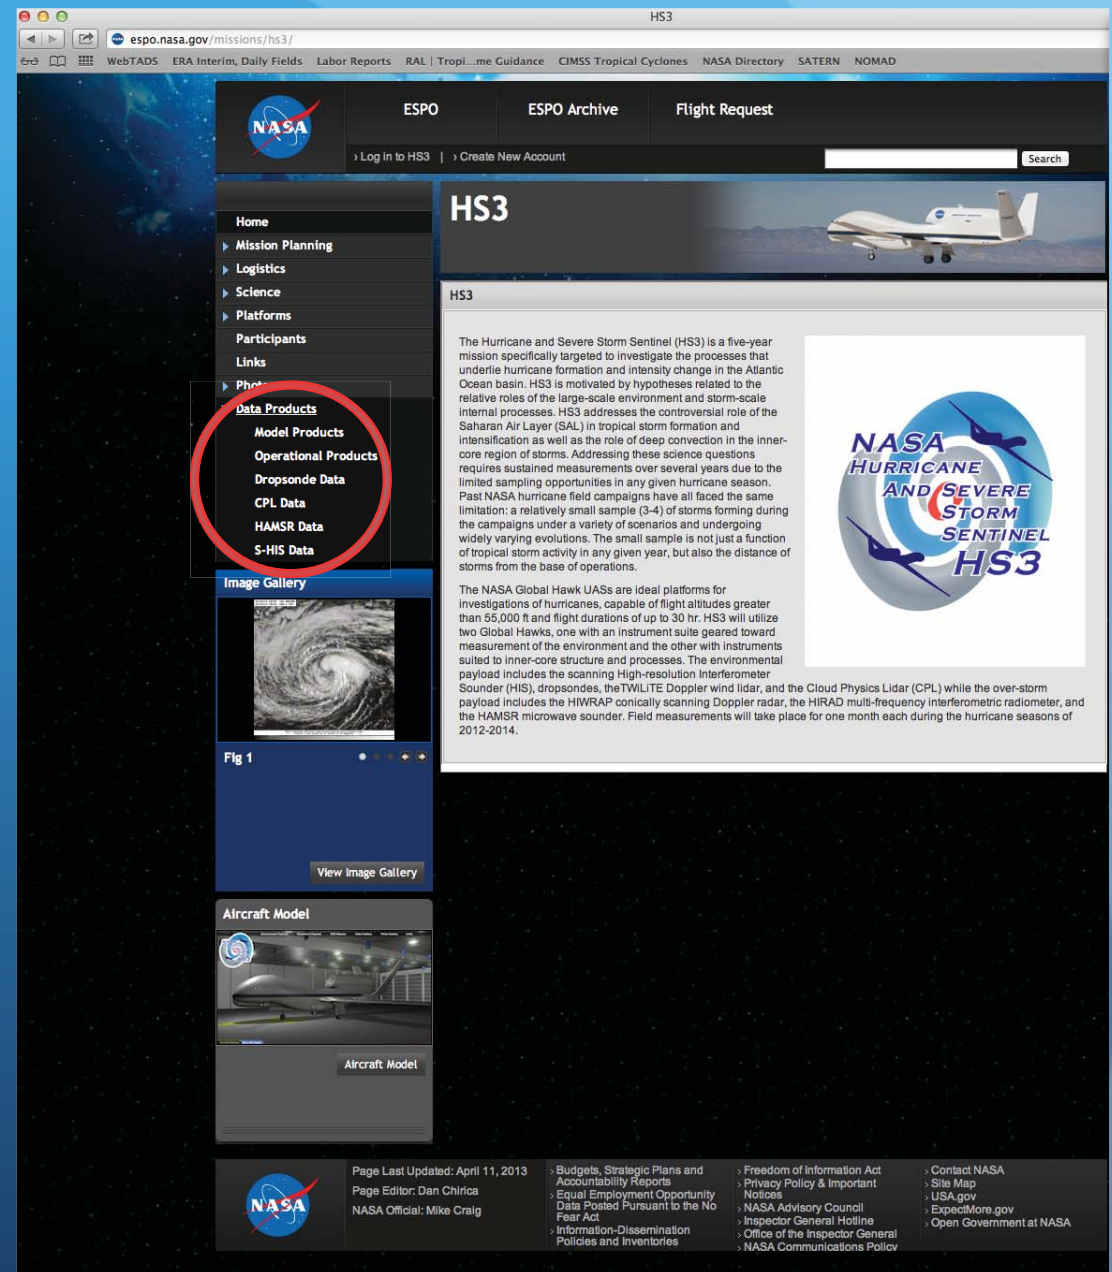 HS3
espo.nasa.gov/missions/hs3/
WebTADS ERA Interim, Daily Fields Labor Reports RAL | Tropi...me Guidance CIMSS Tropical Cyclones NASA Directory SATERN NOMAD
NASA
ESPO ESPO Archive Flight Request
› Log in to HS3 | › Create New Account
Search
HS3
Home
Mission Planning
Logistics
Science
Platforms
Participants
Links
Data Products
Model Products
Operational Products
Dropsonde Data
CPL Data
HAMSR Data
S-HIS Data
HS3
The Hurricane and Severe Storm Sentinel (HS3) is a five-year
mission specifically targeted to investigate the processes that
underlie hurricane formation and intensity change in the Atlantic
Ocean basin. HS3 is motivated by hypotheses related to the
relative roles of the large-scale environment and storm-scale
internal processes. HS3 addresses the controversial role of the
Saharan Air Layer (SAL) in tropical storm formation and
intensification as well as the role of deep convection in the inner-
core region of storms. Addressing these science questions
requires sustained measurements over several years due to the
limited sampling opportunities in any given hurricane season.
Past NASA hurricane field campaigns have all faced the same
limitation: a relatively small sample (3-4) of storms forming during
the campaigns under a variety of scenarios and undergoing
widely varying evolutions. The small sample is not just a function
of tropical storm activity in any given year, but also the distance of
storms from the base of operations.
The NASA Global Hawk UASs are ideal platforms for
investigations of hurricanes, capable of flight altitudes greater
than 55,000 ft and flight durations of up to 30 hr. HS3 will utilize
two Global Hawks, one with an instrument suite geared toward
measurement of the environment and the other with instruments
suited to inner-core structure and processes. The environmental
payload includes the scanning High-resolution Interferometer
Sounder (HIS), dropsondes, theTWiLiTE Doppler wind lidar, and the Cloud Physics Lidar (CPL) while the over-storm
payload includes the HIWRAP conically scanning Doppler radar, the HIRAD multi-frequency interferometric radiometer, and
the HAMSR microwave sounder. Field measurements will take place for one month each during the hurricane seasons of
2012-2014.
NASA
HURRICANE
AND SEVERE
STORM
SENTINEL
HS3
Image Gallery
Fig 1
View Image Gallery
Aircraft Model
Aircraft Model
NASA
Page Last Updated: April 11, 2013
Page Editor: Dan Chirica
NASA Official: Mike Craig
› Budgets, Strategic Plans and
Accountability Reports
› Equal Employment Opportunity
Data Posted Pursuant to the No
Fear Act
› Information-Dissemination
Policies and Inventories
› Freedom of Information Act
› Privacy Policy & Important
Notices
› NASA Advisory Council
› Inspector General Hotline
› Office of the Inspector General
› NASA Communications Policy
› Contact NASA
› Site Map
› USA.gov
› ExpectMore.gov
› Open Government at NASA